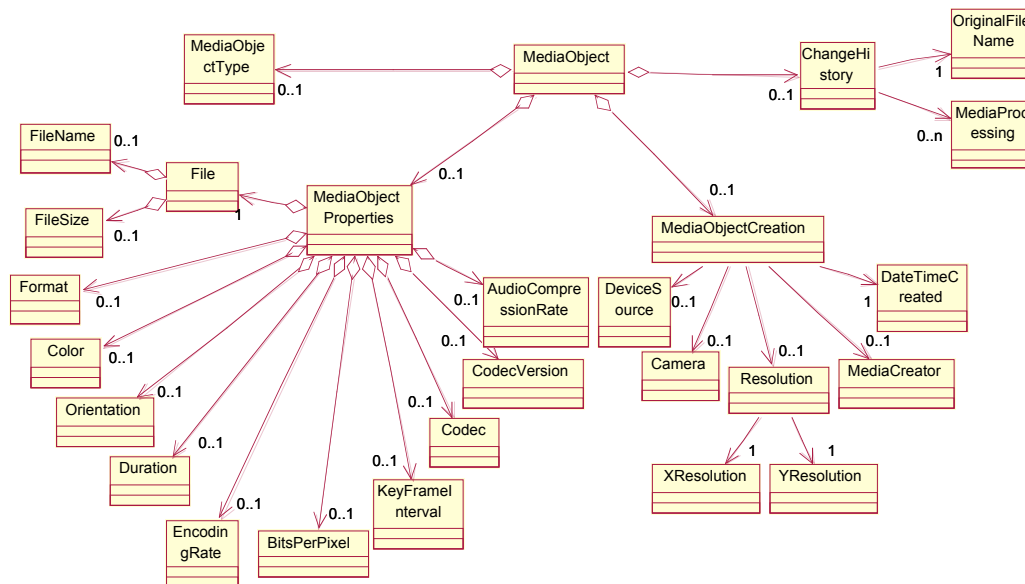 MediaObje
ctType
0..1
MediaObject
ChangeHi
story
0..1
OriginalFile
Name
1
MediaProc
essing
0..n
FileName
0..1
File
1
FileSize
0..1
MediaObject
Properties
0..1
MediaObjectCreation
0..1
Format
0..1
Color
0..1
Orientation
0..1
Duration
0..1
Encodin
gRate
0..1
BitsPerPixel
0..1
KeyFrameI
nterval
0..1
Codec
0..1
CodecVersion
0..1
AudioCompr
essionRate
0..1
DeviceS
ource
0..1
Camera
0..1
Resolution
0..1
MediaCreator
0..1
DateTimeC
reated
1
XResolution
1
YResolution
1